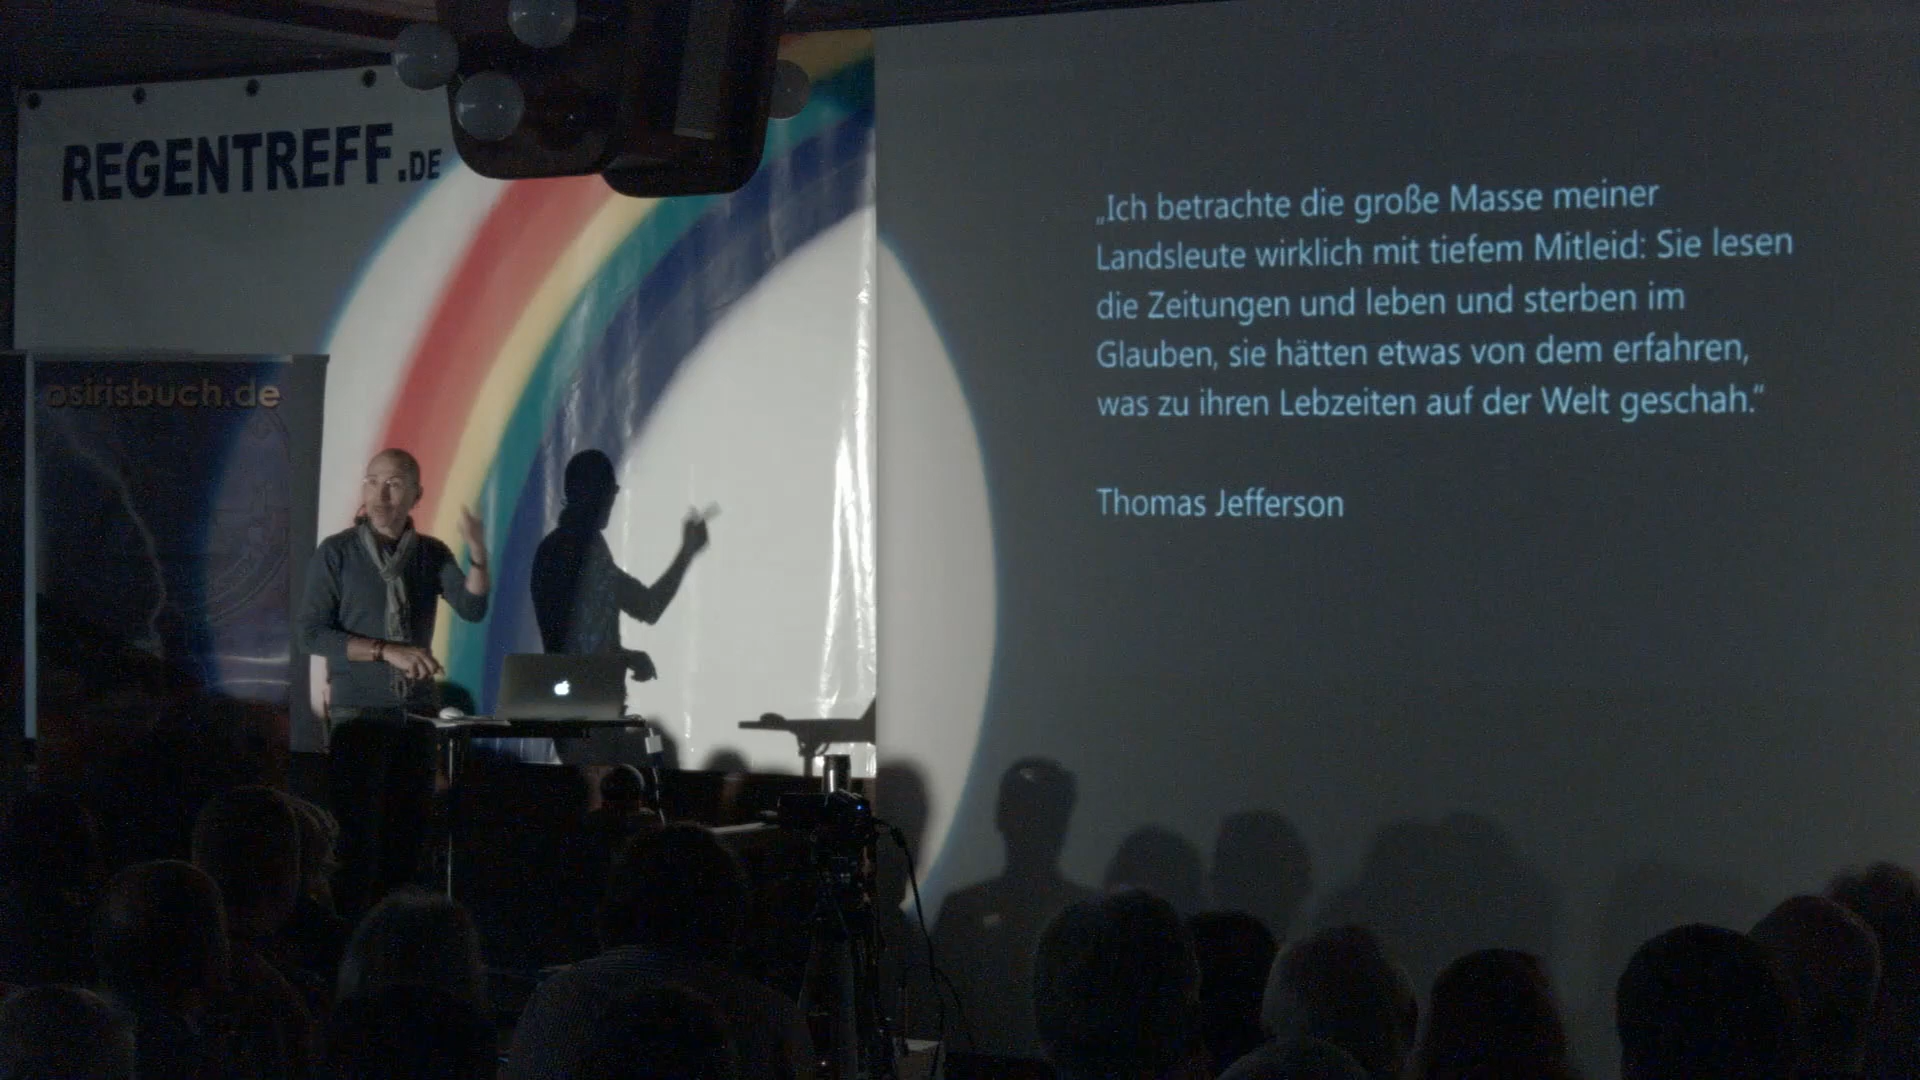 REGENTREFF.DE
osirisbuch.de
„Ich betrachte die große Masse meiner
Landsleute wirklich mit tiefem Mitleid: Sie lesen
die Zeitungen und leben und sterben im
Glauben, sie hätten etwas von dem erfahren,
was zu ihren Lebzeiten auf der Welt geschah.“
Thomas Jefferson